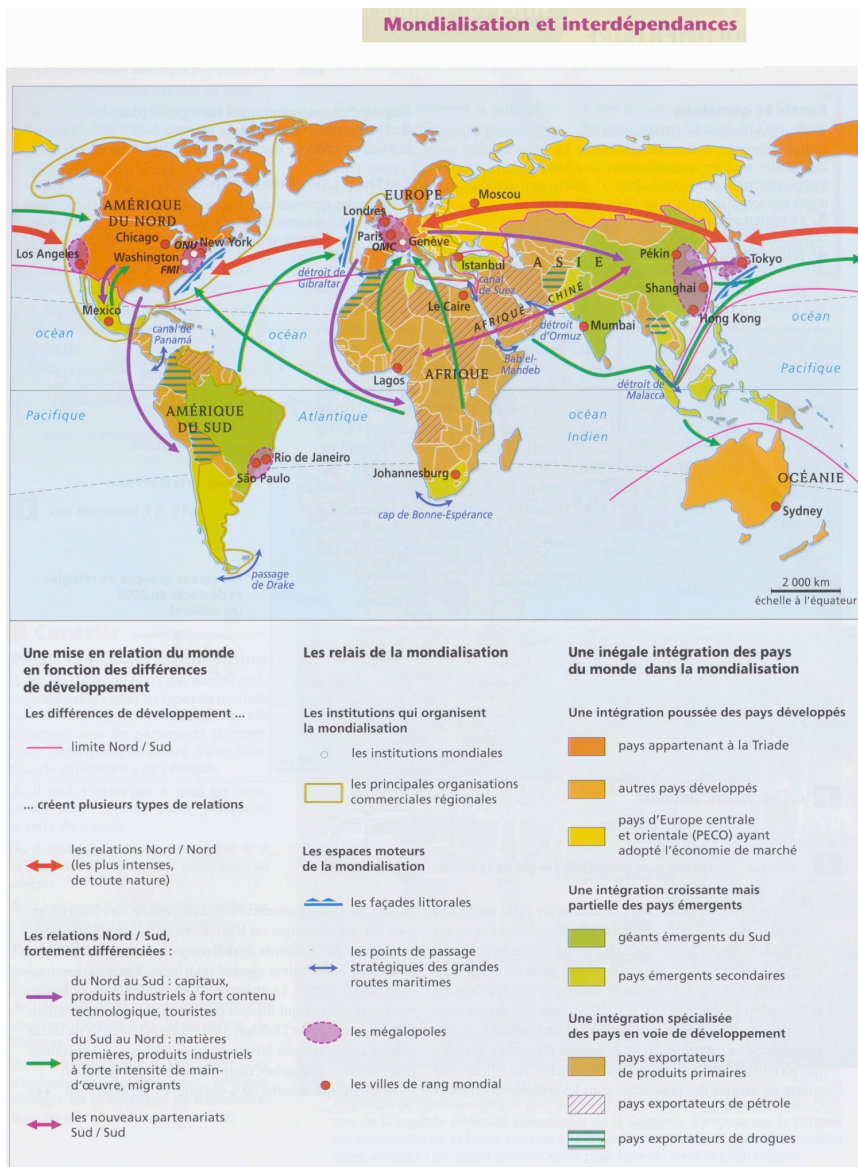 Mondialisation et interdépendances
AMÉRIQUE
DU NORD
Chicago
ONU
New York
Washington
FMI
Los Angeles
Mexico
océan
canal de
Panamá
Pacifique
AMÉRIQUE
DU SUD
Rio de Janeiro
São Paulo
passage
de Drake
océan
Atlantique
EUROPE
Londres
Paris
OMC
Genève
Moscou
Istanbul
détroit de
Gibraltar
canal
de Suez
Le Caire
AFRIQUE
CHINE
ASIE
Pékin
Tokyo
Shanghai
Hong Kong
Mumbai
détroit
d'Ormuz
Bab el-
Mandeb
Lagos
AFRIQUE
détroit de
Malacca
océan
Pacifique
océan
Indien
Johannesburg
cap de Bonne-Espérance
OCÉANIE
Sydney
2 000 km
échelle à l'équateur
Une mise en relation du monde
en fonction des différences
de développement
Les différences de développement ...
limite Nord / Sud
... créent plusieurs types de relations
les relations Nord / Nord
(les plus intenses,
de toute nature)
Les relations Nord / Sud,
fortement différenciées :
du Nord au Sud : capitaux,
produits industriels à fort contenu
technologique, touristes
du Sud au Nord : matières
premières, produits industriels
à forte intensité de main-
d'œuvre, migrants
les nouveaux partenariats
Sud / Sud
Les relais de la mondialisation
Les institutions qui organisent
la mondialisation
les institutions mondiales
les principales organisations
commerciales régionales
Les espaces moteurs
de la mondialisation
les façades littorales
les points de passage
stratégiques des grandes
routes maritimes
les mégalopoles
les villes de rang mondial
Une inégale intégration des pays
du monde dans la mondialisation
Une intégration poussée des pays développés
pays appartenant à la Triade
autres pays développés
pays d'Europe centrale
et orientale (PECO) ayant
adopté l'économie de marché
Une intégration croissante mais
partielle des pays émergents
géants émergents du Sud
pays émergents secondaires
Une intégration spécialisée
des pays en voie de développement
pays exportateurs
de produits primaires
pays exportateurs de pétrole
pays exportateurs de drogues